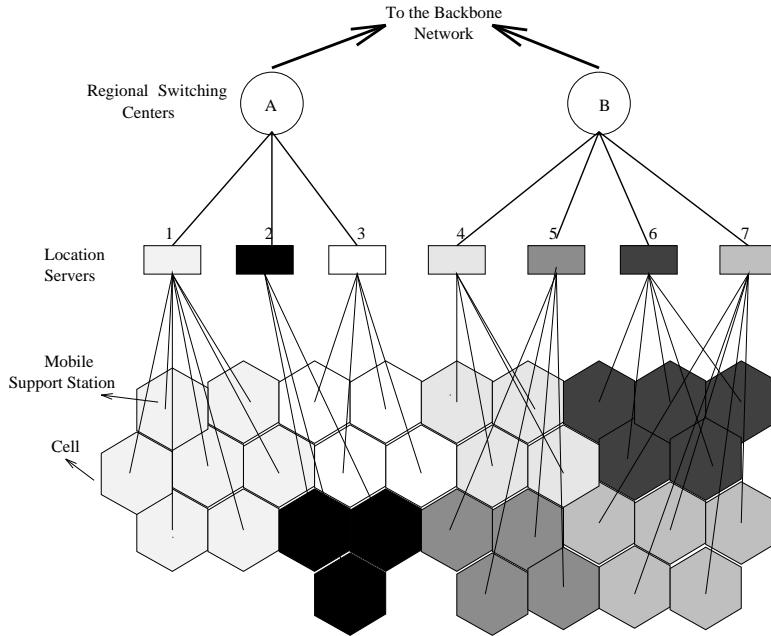 To the Backbone
Network
Regional Switching
Centers
A
B
1
2
3
4
5
6
7
Location
Servers
Mobile
Support Station
Cell